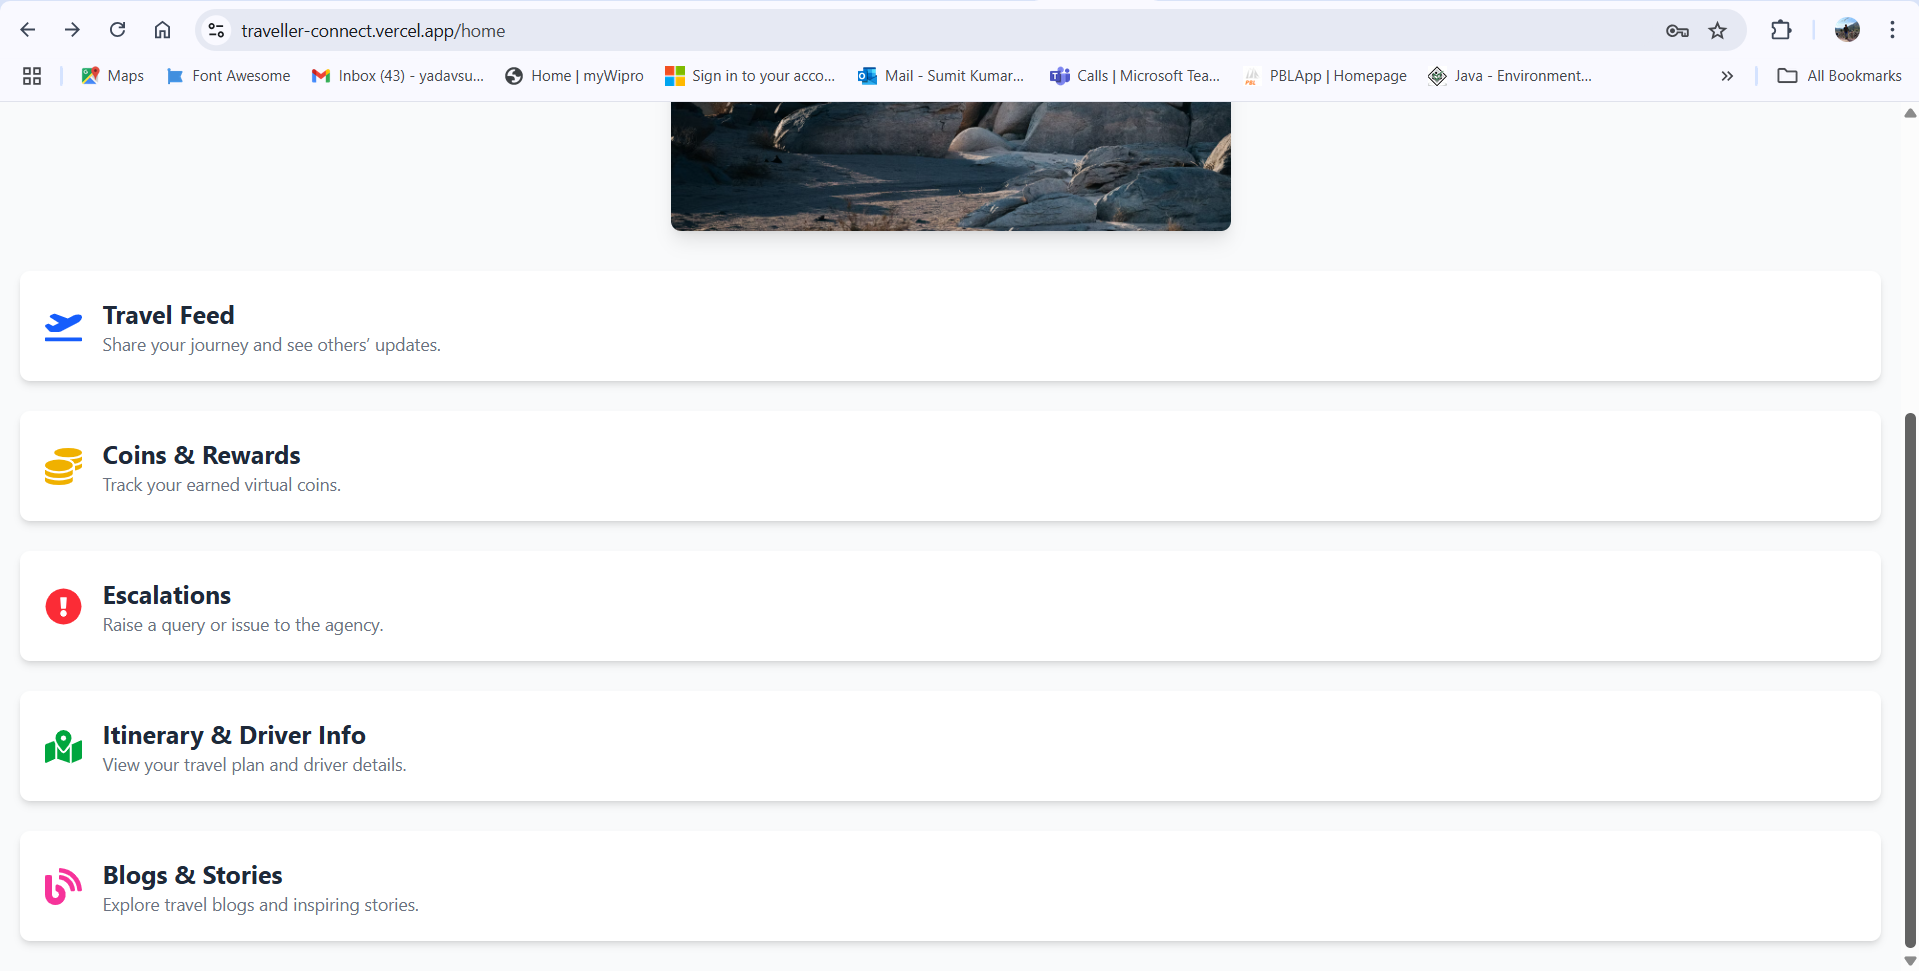 traveller-connect.vercel.app/home
Maps
Font Awesome
Inbox (43) - yadavsu...
Home | myWipro
Sign in to your acco...
Mail - Sumit Kumar...
Calls | Microsoft Tea...
PBLApp | Homepage
Java - Environment...
All Bookmarks
Travel Feed
Share your journey and see others’ updates.
Coins & Rewards
Track your earned virtual coins.
Escalations
Raise a query or issue to the agency.
Itinerary & Driver Info
View your travel plan and driver details.
Blogs & Stories
Explore travel blogs and inspiring stories.